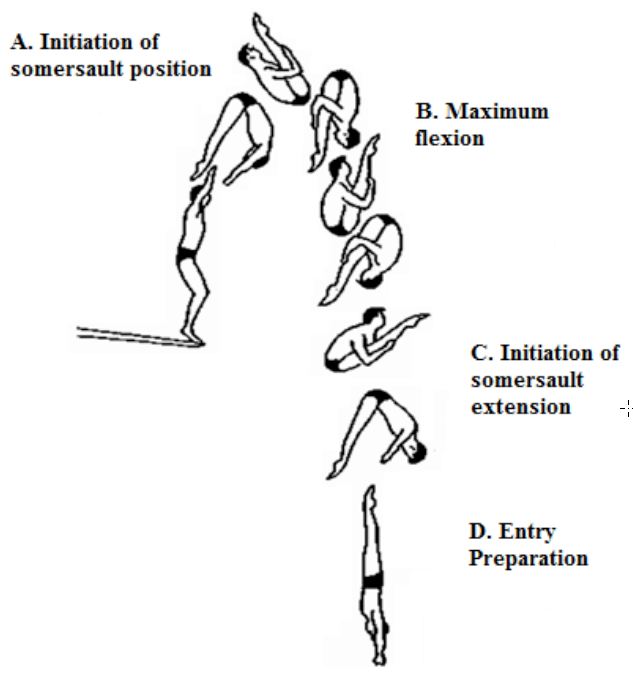 A. Initiation of
somersault position
B. Maximum
flexion
C. Initiation of
somersault
extension
D. Entry
Preparation